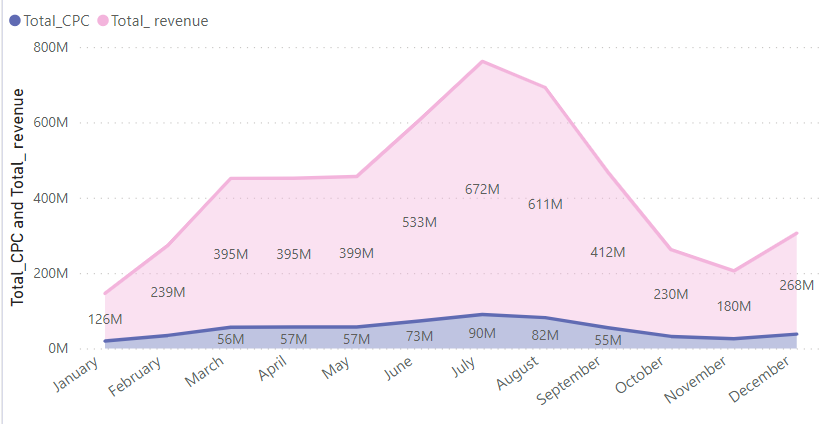 Total_CPC Total_ revenue
Total_CPC and Total_ revenue
800M
600M
400M
200M
0M
126M
239M
395M
395M
399M
533M
672M
611M
412M
230M
180M
268M
56M
57M
57M
73M
90M
82M
55M
January
February
March
April
May
June
July
August
September
October
November
December